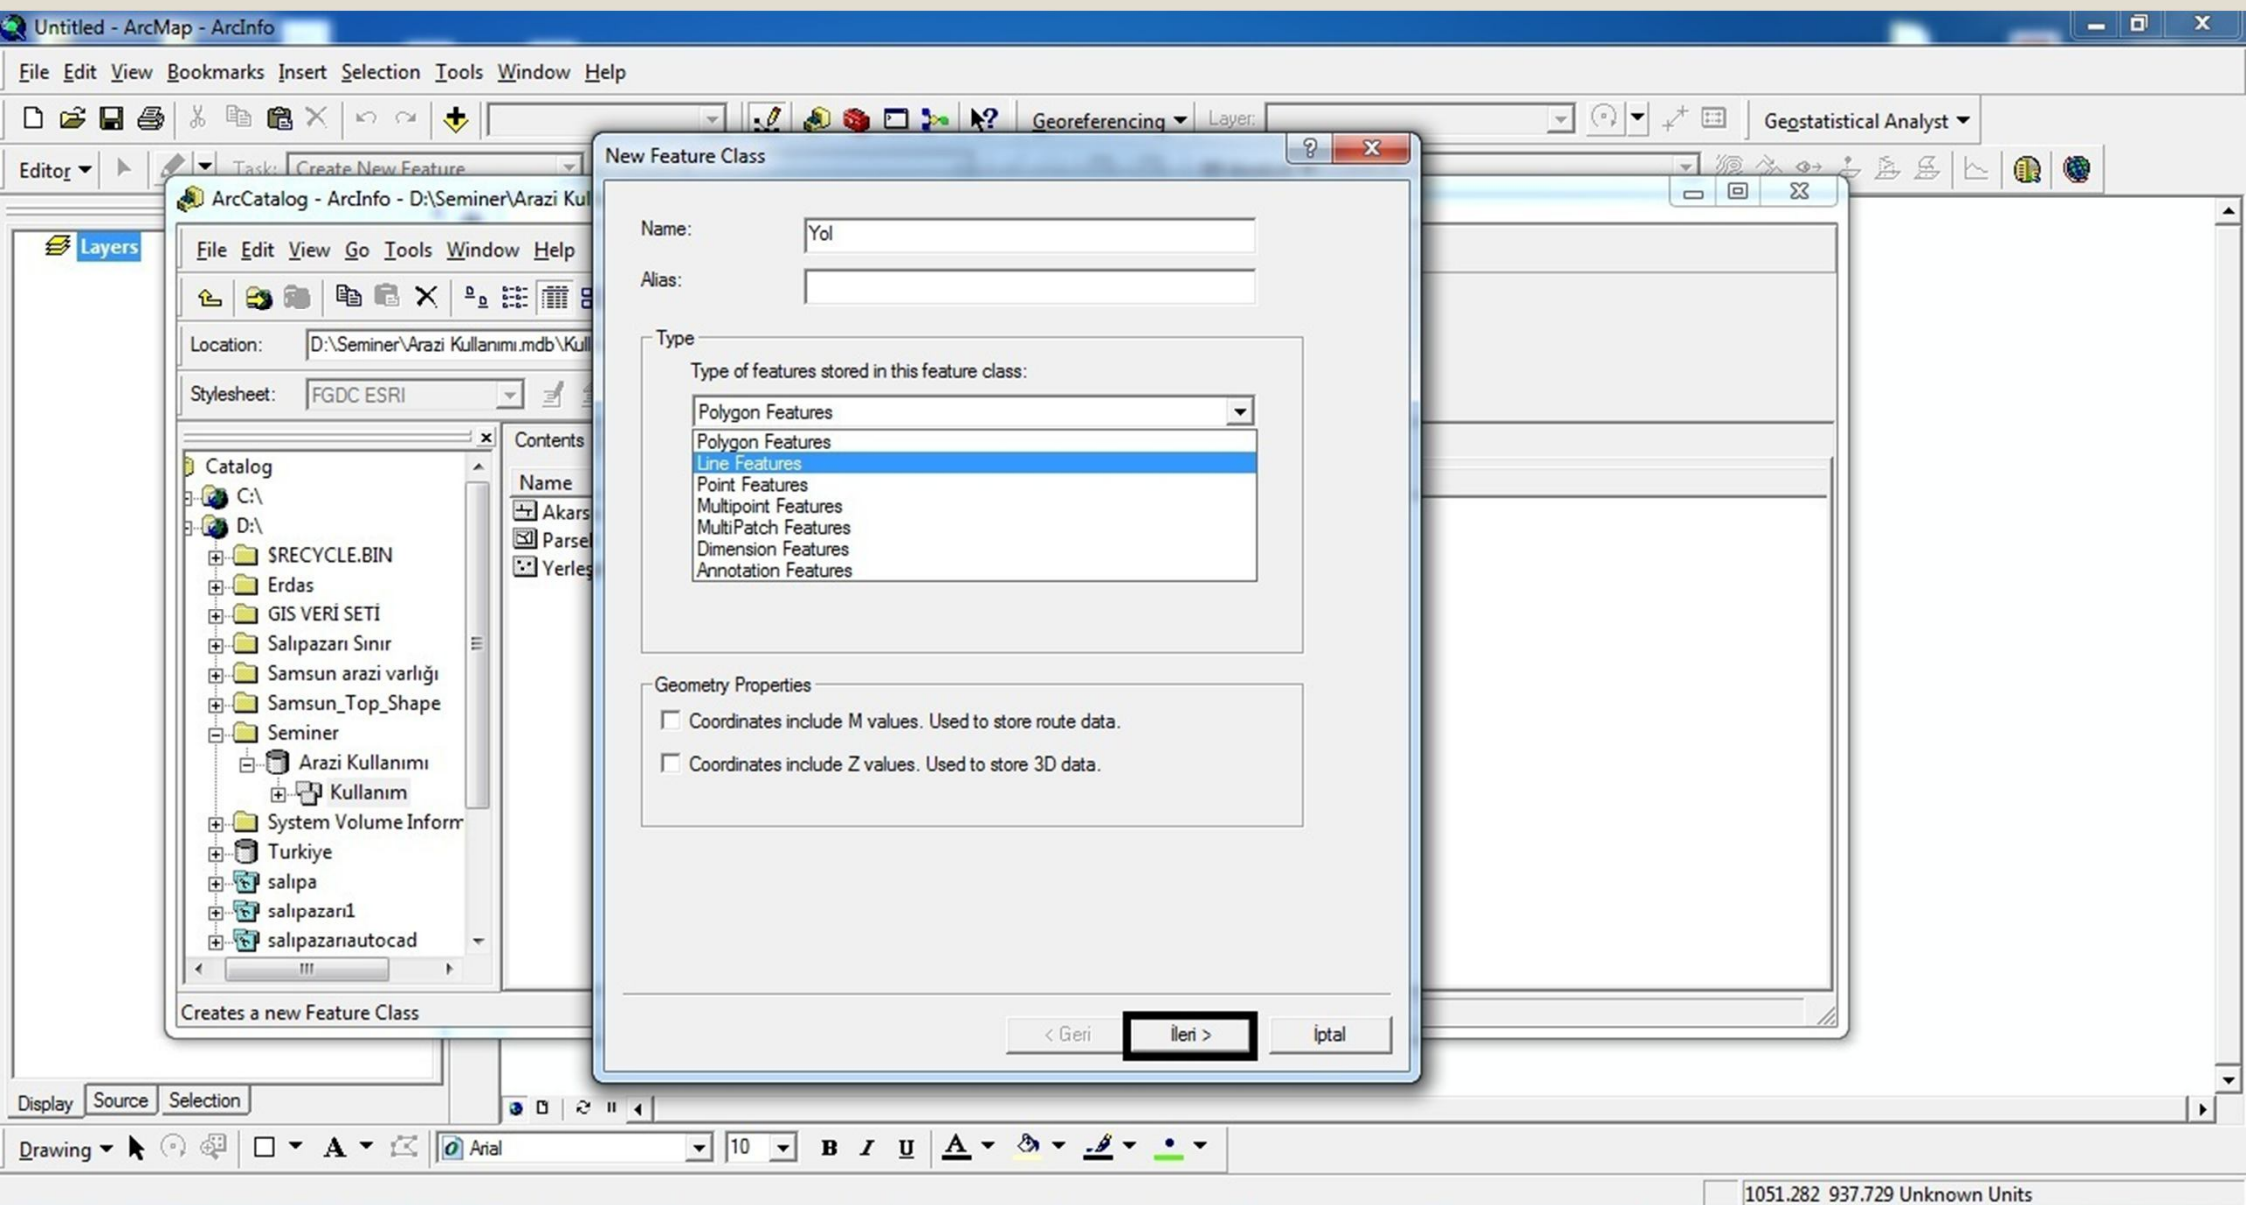 Untitled - ArcMap - ArcInfo
File Edit View Bookmarks Insert Selection Tools Window Help
Georeferencing
Layer:
Geostatistical Analyst
Editor
Task:
Create New Feature
ArcCatalog - ArcInfo - D:\Seminer\Arazi Kul
Layers
File Edit View Go Tools Window Help
Location:
D:\Seminer\Arazi Kullanımı.mdb\Kull
Stylesheet:
FGDC ESRI
Contents
Name
Akars
Parsel
Yerleş
Catalog
C:\
D:\
$RECYCLE.BIN
Erdas
GIS VERİ SETİ
Salıpazarı Sınır
Samsun arazi varlığı
Samsun_Top_Shape
Seminer
Arazi Kullanımı
Kullanım
System Volume Inform
Turkiye
salıpa
salıpazarı1
salıpazarıautocad
Creates a new Feature Class
New Feature Class
Name:
Yol
Alias:
Type
Type of features stored in this feature class:
Polygon Features
Polygon Features
Line Features
Point Features
Multipoint Features
MultiPatch Features
Dimension Features
Annotation Features
Geometry Properties
Coordinates include M values. Used to store route data.
Coordinates include Z values. Used to store 3D data.
< Geri
İleri >
İptal
Display Source Selection
Drawing
A
Arial
10
B I U A
1051.282 937.729 Unknown Units